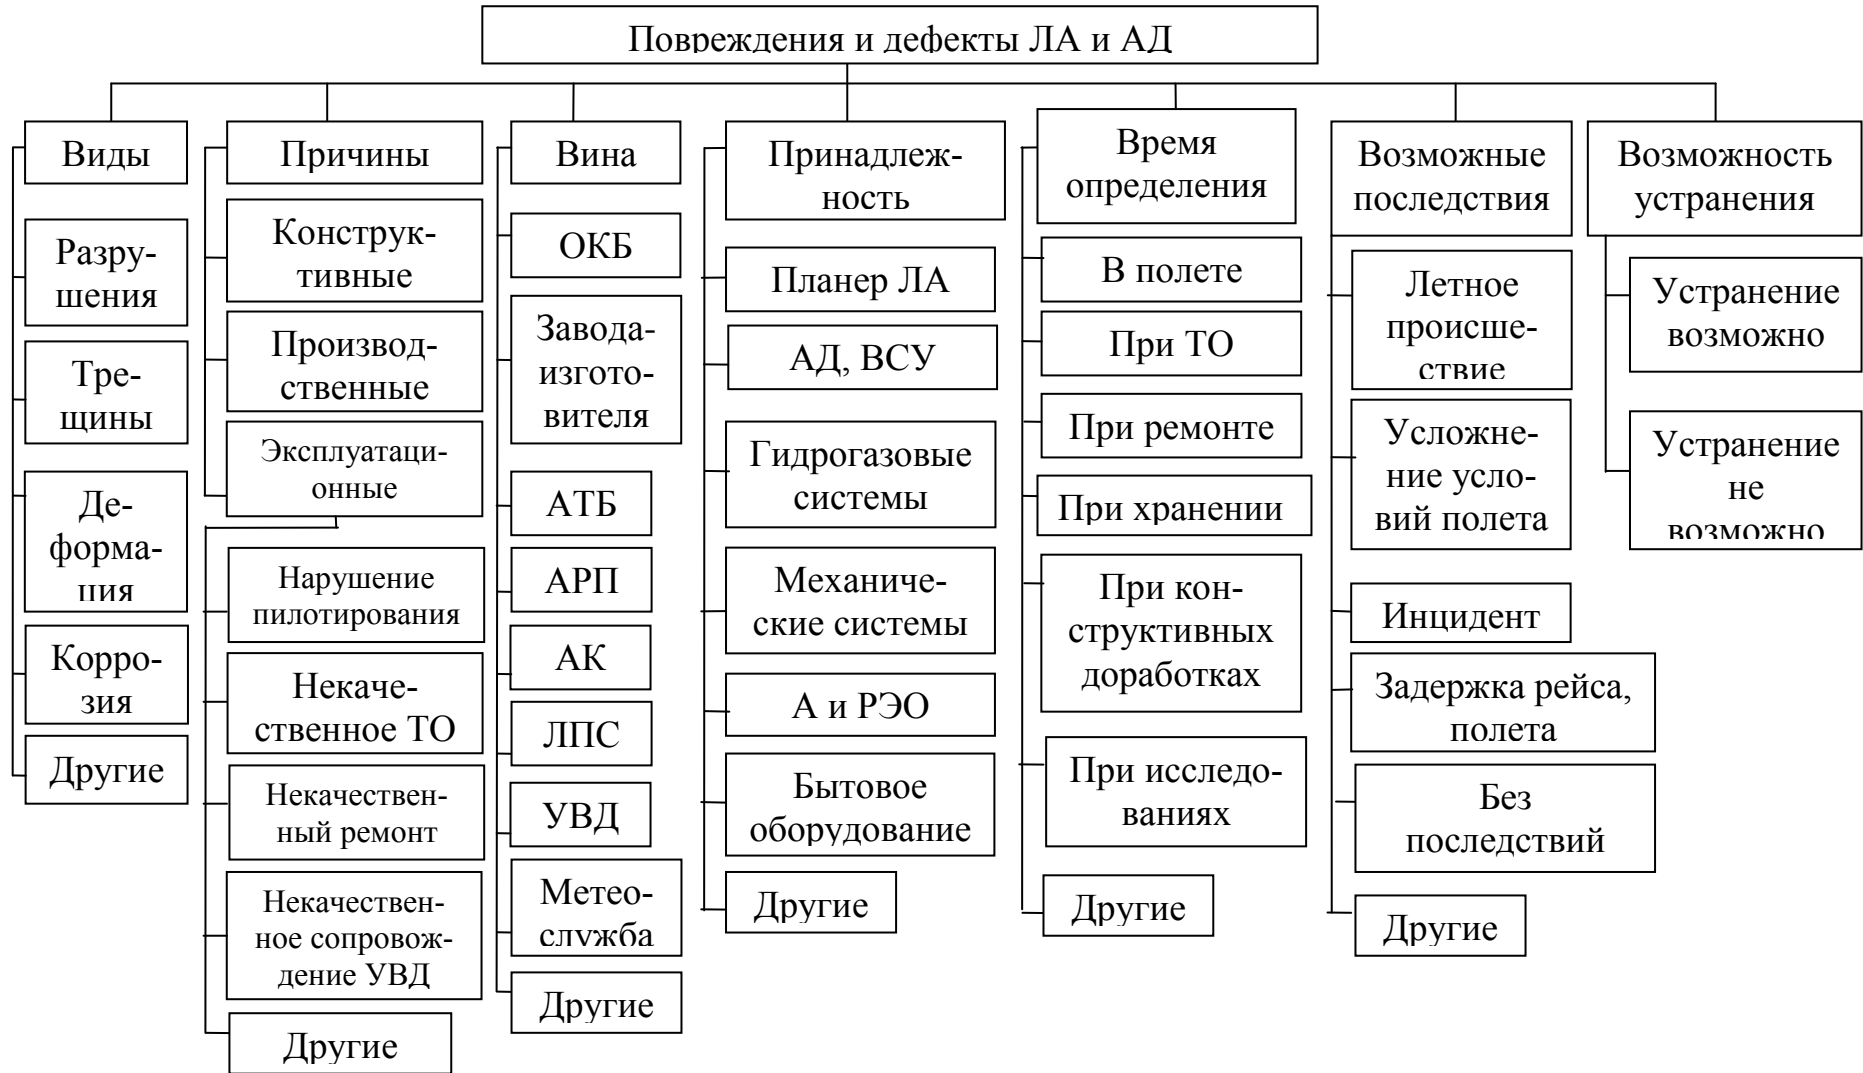 Повреждения и дефекты ЛА и АД
Виды
Разру-
шения
Тре-
щины
Де-
форма-
ция
Корро-
зия
Другие
Причины
Конструк-
тивные
Производ-
ственные
Эксплуатаци-
онные
Нарушение
пилотирования
Некаче-
ственное ТО
Некачествен-
ный ремонт
Некачествен-
ное сопровож-
дение УВД
Другие
Вина
ОКБ
Завода-
изгото-
вителя
АТБ
АРП
АК
ЛПС
УВД
Метео-
служба
Другие
Принадлеж-
ность
Планер ЛА
АД, ВСУ
Гидрогазовые
системы
Механиче-
ские системы
А и РЭО
Бытовое
оборудование
Другие
Время
определения
В полете
При ТО
При ремонте
При хранении
При кон-
структивных
доработках
При исследо-
ваниях
Другие
Возможные
последствия
Летное
происше-
ствие
Усложне-
ние усло-
вий полета
Инцидент
Задержка рейса,
полета
Без
последствий
Другие
Возможность
устранения
Устранение
возможно
Устранение
не
возможно